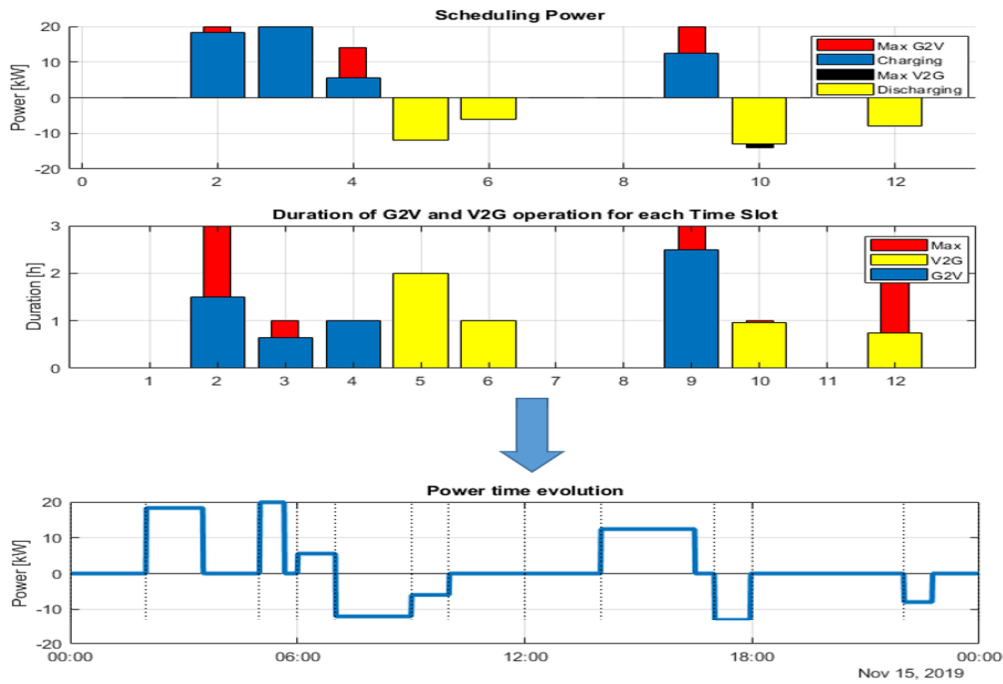 Scheduling Power
Power [kW]
20
10
0
-10
-20
Max G2V
Charging
Max V2G
Discharging
0 2 4 6 8 10 12
Duration of G2V and V2G operation for each Time Slot
Duration [h]
3
2
1
0
Max
V2G
G2V
1 2 3 4 5 6 7 8 9 10 11 12
Power time evolution
Power [kW]
20
10
0
-10
-20
00:00 06:00 12:00 18:00 00:00
Nov 15, 2019